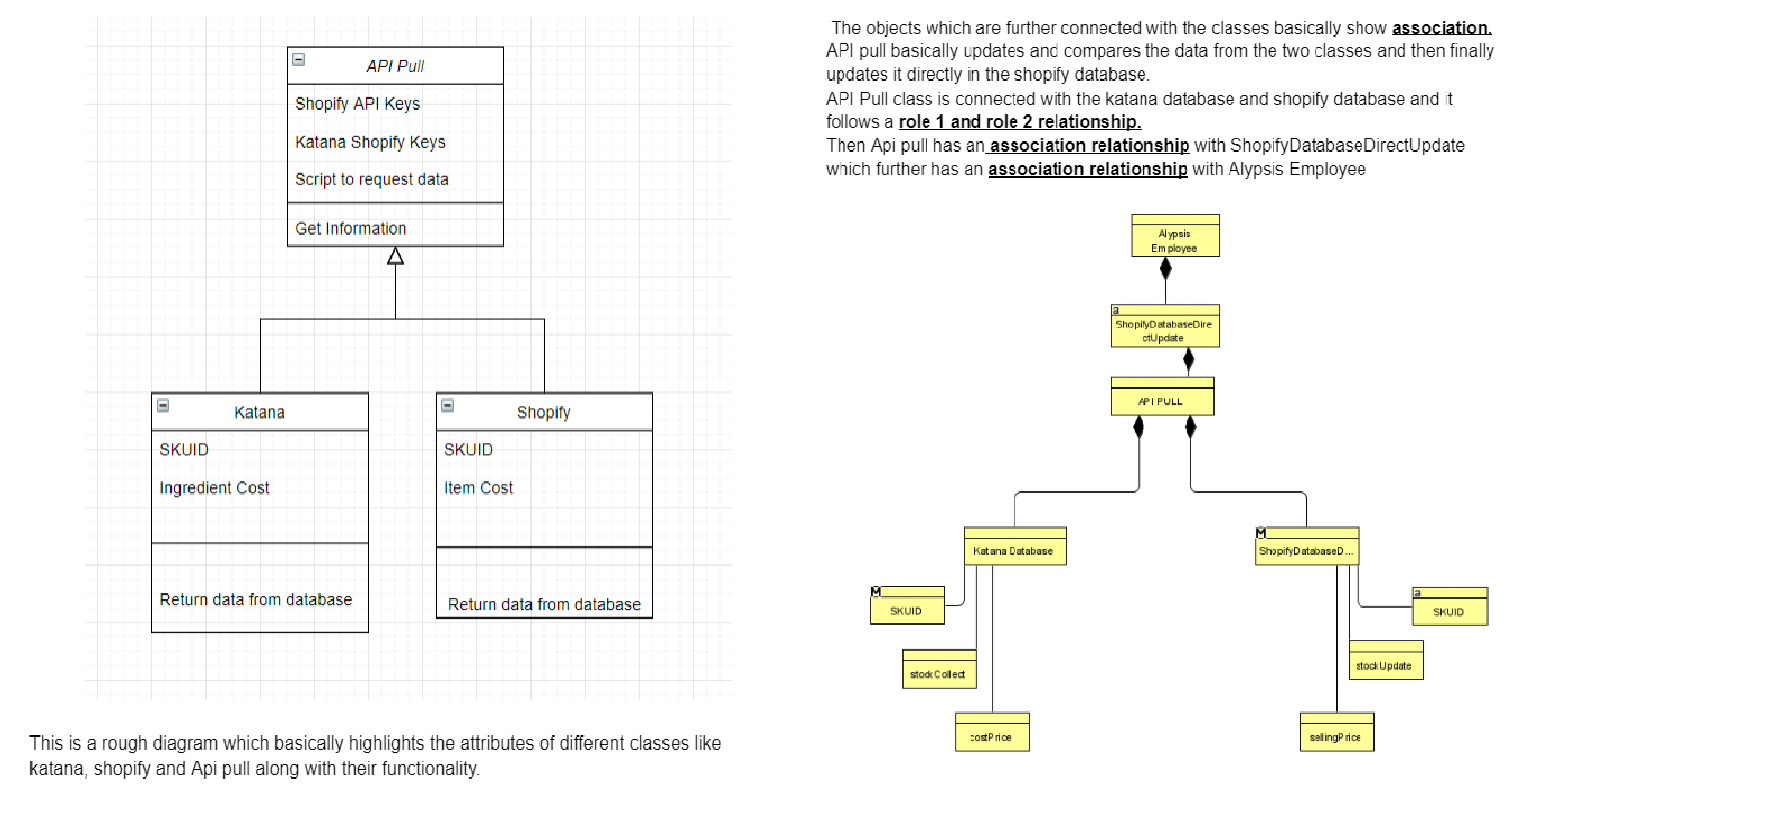 API Pull
Shopify API Keys
Katana Shopify Keys
Script to request data
Get Information
Katana
SKUID
Ingredient Cost
Return data from database
Shopify
SKUID
Item Cost
Return data from database
This is a rough diagram which basically highlights the attributes of different classes like
katana, shopify and Api pull along with their functionality.
The objects which are further connected with the classes basically show association.
API pull basically updates and compares the data from the two classes and then finally
updates it directly in the shopify database.
API Pull class is connected with the katana database and shopify database and it
follows a role 1 and role 2 relationship.
Then Api pull has an association relationship with ShopifyDatabaseDirectUpdate
which further has an association relationship with Alypsis Employee
Alypsis
Employee
a
ShopifyDatabaseDire
ctUpdate
API PULL
Katana Database
M
SKUID
stockCollect
costPrice
M
ShopifyDatabaseD...
a
SKUID
stockUpdate
sellingPrice